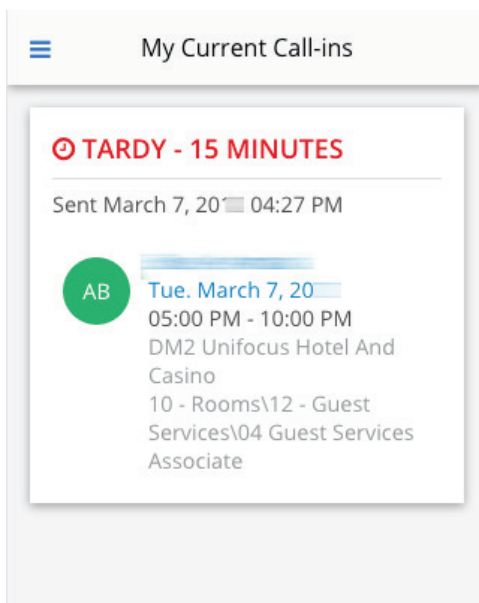 My Current Call-ins
TARDY - 15 MINUTES
Sent March 7, 20 04:27 PM
AB
Tue. March 7, 20
05:00 PM - 10:00 PM
DM2 Unifocus Hotel And
Casino
10 - Rooms\12 - Guest
Services\04 Guest Services
Associate